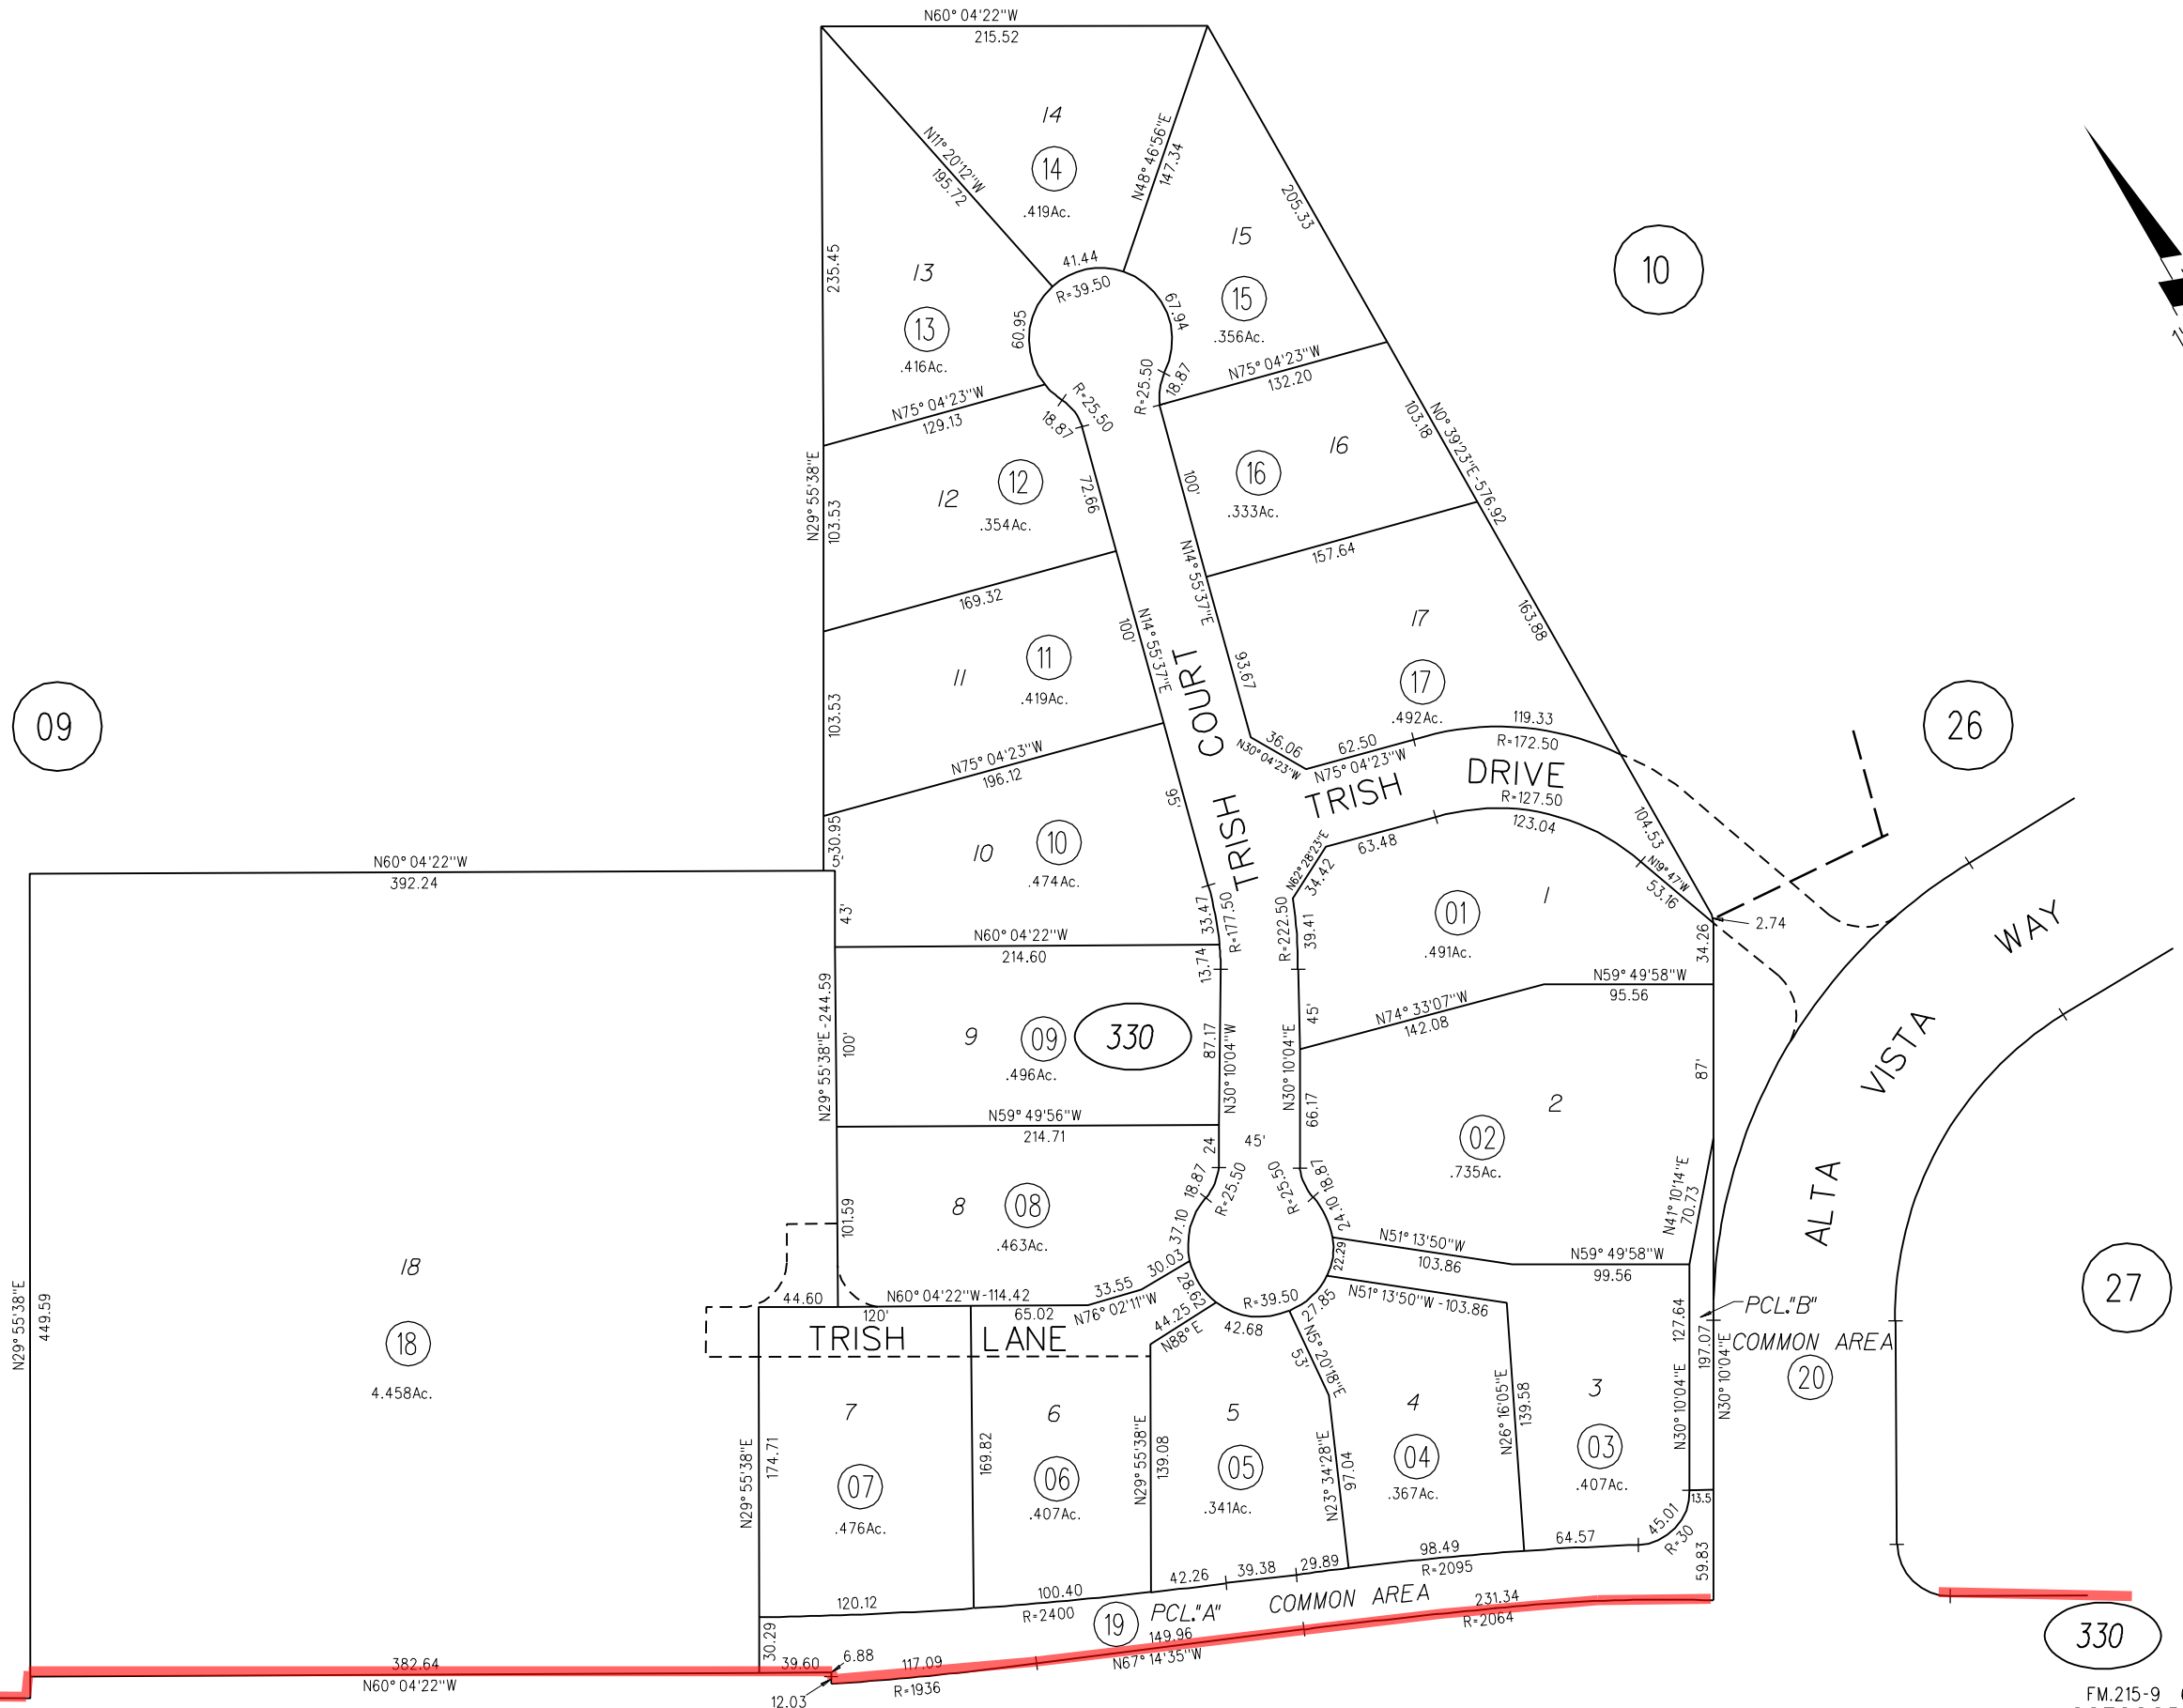 N60° 04'22"W
215.52
14
14
.419Ac.
N11° 20'12"W
195.72
N48° 46'56"E
147.34
205.33
15
15
.356Ac.
10
235.45
13
13
.416Ac.
41.44
R=39.50
60.95
67.94
R=25.50
18.87
N75° 04'23"W
132.20
N75° 04'23"W
129.13
R=25.50
18.87
103.18
N0° 39'23"E-576.92
16
16
.333Ac.
100'
N29° 55'38"E
103.53
12
12
.354Ac.
72.66
N14° 55'37"E
157.64
163.88
169.32
100'
N14° 55'37"E
17
17
.492Ac.
93.67
11
11
.419Ac.
103.53
09
26
TRISH COURT
36.06
N30° 04'23"W
62.50
N75° 04'23"W
119.33
R=172.50
TRISH DRIVE
R=127.50
123.04
N75° 04'23"W
196.12
95'
104.53
30.95
5'
10
10
.474Ac.
N62° 28'23"E
34.42
63.48
N19° 47'W
53.16
2.74
N60° 04'22"W
392.24
43'
33.47
R=177.50
R=222.50
39.41
1
01
.491Ac.
34.26
WAY
VISTA
ALTA
N60° 04'22"W
214.60
13.74
N59° 49'58"W
95.56
N29° 55'38"E-244.59
100'
9
09
.496Ac.
330
87.17
N30° 10'04"W
N30° 10'04"E
45'
N74° 33'07"W
142.08
87'
2
02
.735Ac.
66.17
N59° 49'56"W
214.71
24
45'
18.87
R=25.50
R=25.50
18.87
24.10
N41° 10'14"E
70.73
101.59
8
08
.463Ac.
37.10
30.03
22.29
N51° 13'50"W
103.86
N59° 49'58"W
99.56
18
18
4.458Ac.
N29° 55'38"E
449.59
44.60
N60° 04'22"W-114.42
120'
65.02
33.55
N76° 02'11"W
28.62
44.25
N88°E
R=39.50
42.68
27.85
N51° 13'50"W -103.86
TRISH LANE
127.64
197.07
PCL."B"
COMMON AREA
20
27
N30° 10'04"E
N30° 10'04"E
53'
N5° 20'18"E
7
07
.476Ac.
N29° 55'38"E
174.71
169.82
6
06
.407Ac.
N29° 55'38"E
139.08
5
05
.341Ac.
N23° 34'28"E
97.04
4
04
.367Ac.
N26° 16'05"E
139.58
3
03
.407Ac.
13.5
45.01
R=30
59.83
120.12
100.40
R=2400
42.26
39.38
29.89
98.49
R=2095
64.57
19
PCL."A"
COMMON AREA
231.34
R=2064
149.96
N67° 14'35"W
30.29
39.60
6.88
117.09
R=1936
12.03
382.64
N60° 04'22"W
330
FM.215-9